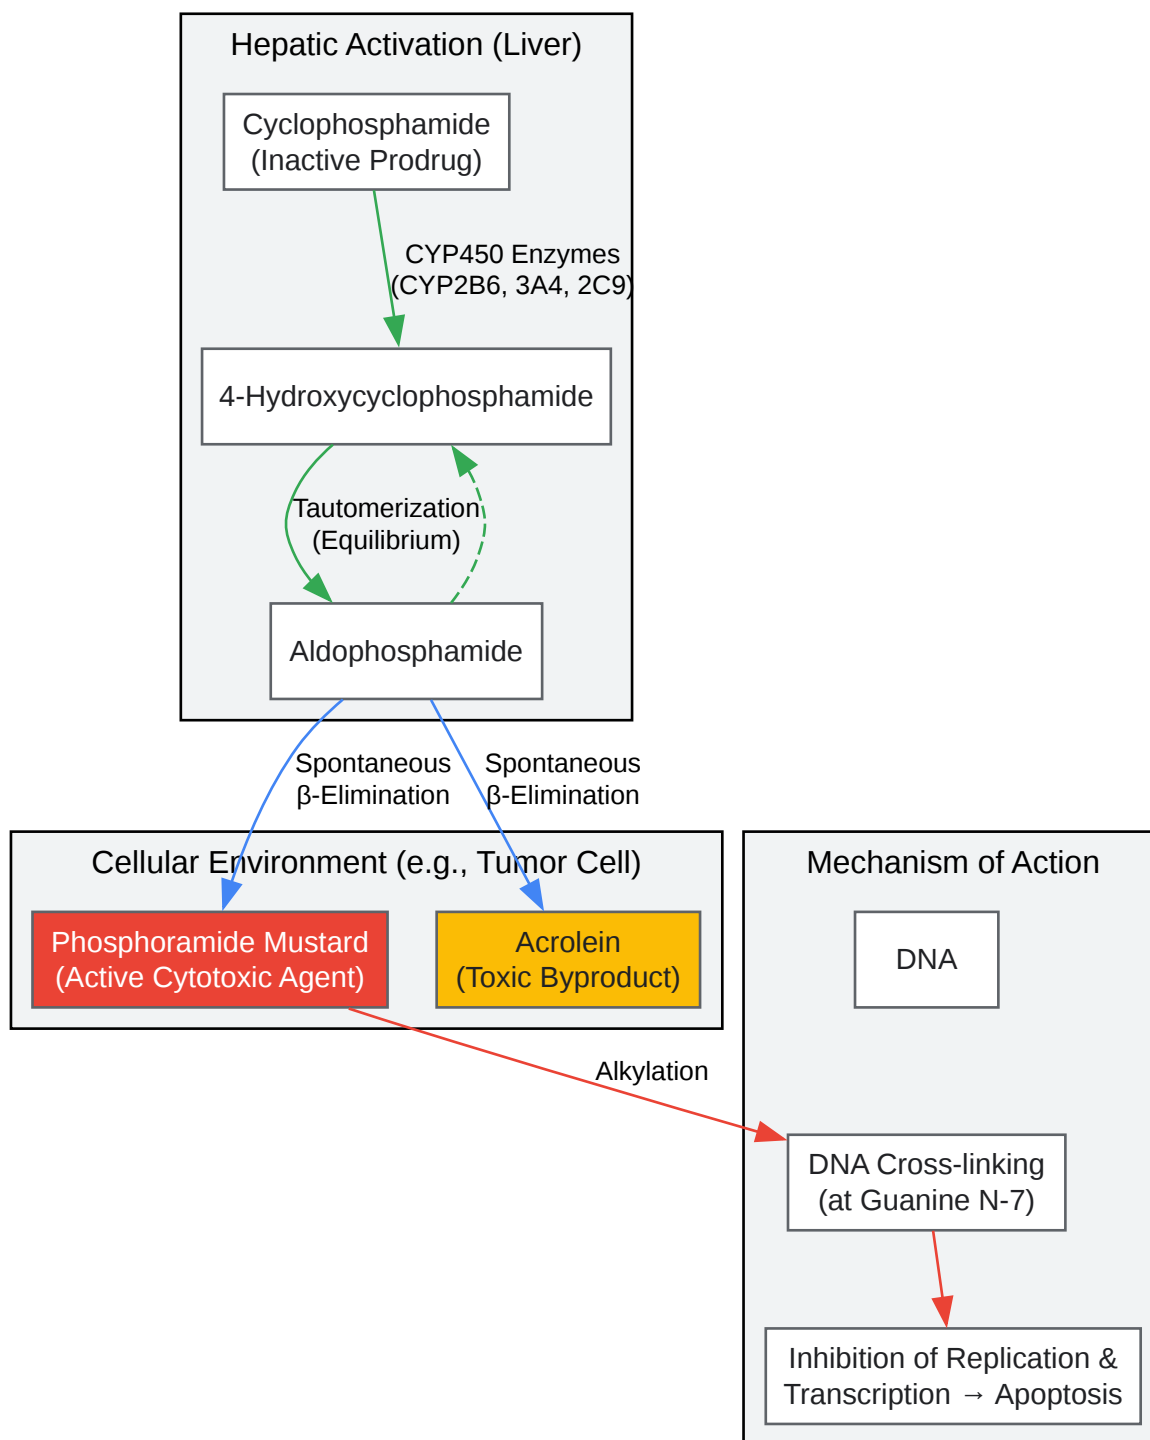 Hepatic Activation (Liver)
Cyclophosphamide
(Inactive Prodrug)
CYP450 Enzymes
(CYP2B6, 3A4, 2C9)
4-Hydroxycyclophosphamide
Tautomerization
(Equilibrium)
Aldophosphamide
Spontaneous
β-Elimination
Spontaneous
β-Elimination
Cellular Environment (e.g., Tumor Cell)
Phosphoramide Mustard
(Active Cytotoxic Agent)
Acrolein
(Toxic Byproduct)
Mechanism of Action
DNA
Alkylation
DNA Cross-linking
(at Guanine N-7)
Inhibition of Replication &
Transcription → Apoptosis